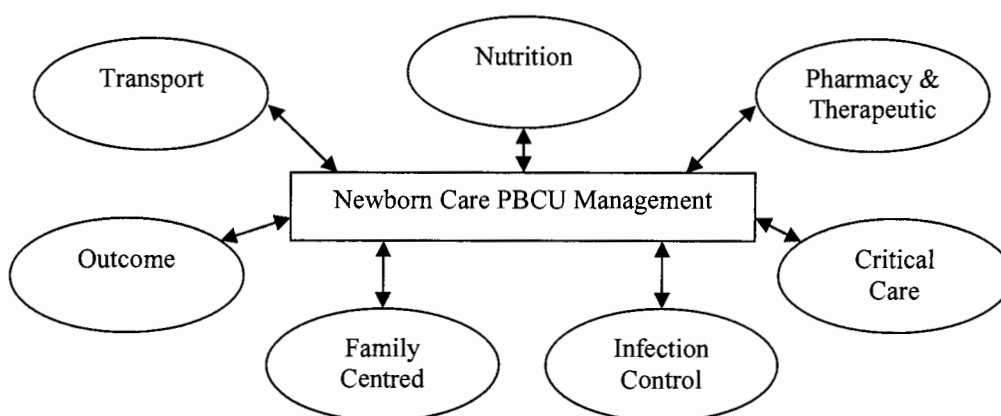 Transport
Nutrition
Pharmacy &
Therapeutic
Newborn Care PBCU Management
Outcome
Critical
Care
Family
Centred
Infection
Control